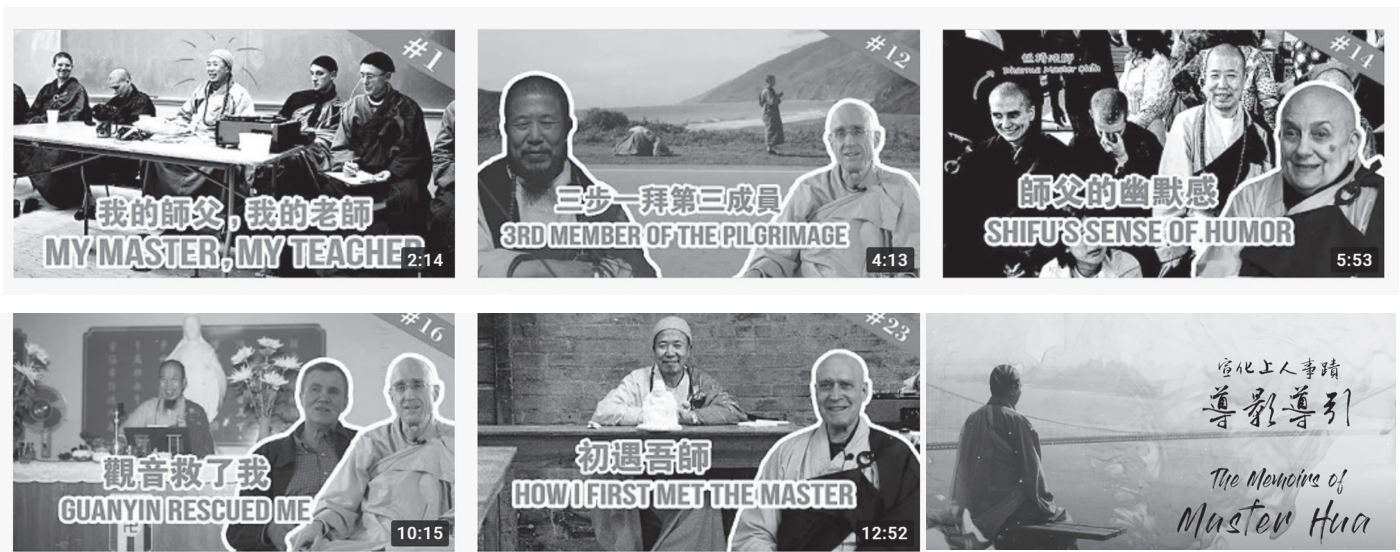 #1
我的師父，我的老師
MY MASTER, MY TEACHER
2:14
#12
三步一拜第三成員
3RD MEMBER OF THE PILGRIMAGE
4:13
#14
Dharma Master Chih
師父的幽默感
SHIFU'S SENSE OF HUMOR
5:53
#16
觀音救了我
GUANYIN RESCUED ME
卍
10:15
#23
初遇吾師
HOW I FIRST MET THE MASTER
12:52
宣化上人事蹟
導影導引
The Memoirs of
Master Hua